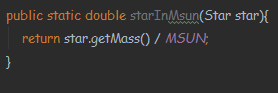 public static double starInMsun(Star star){
return star.getMass() / MSUN;
}